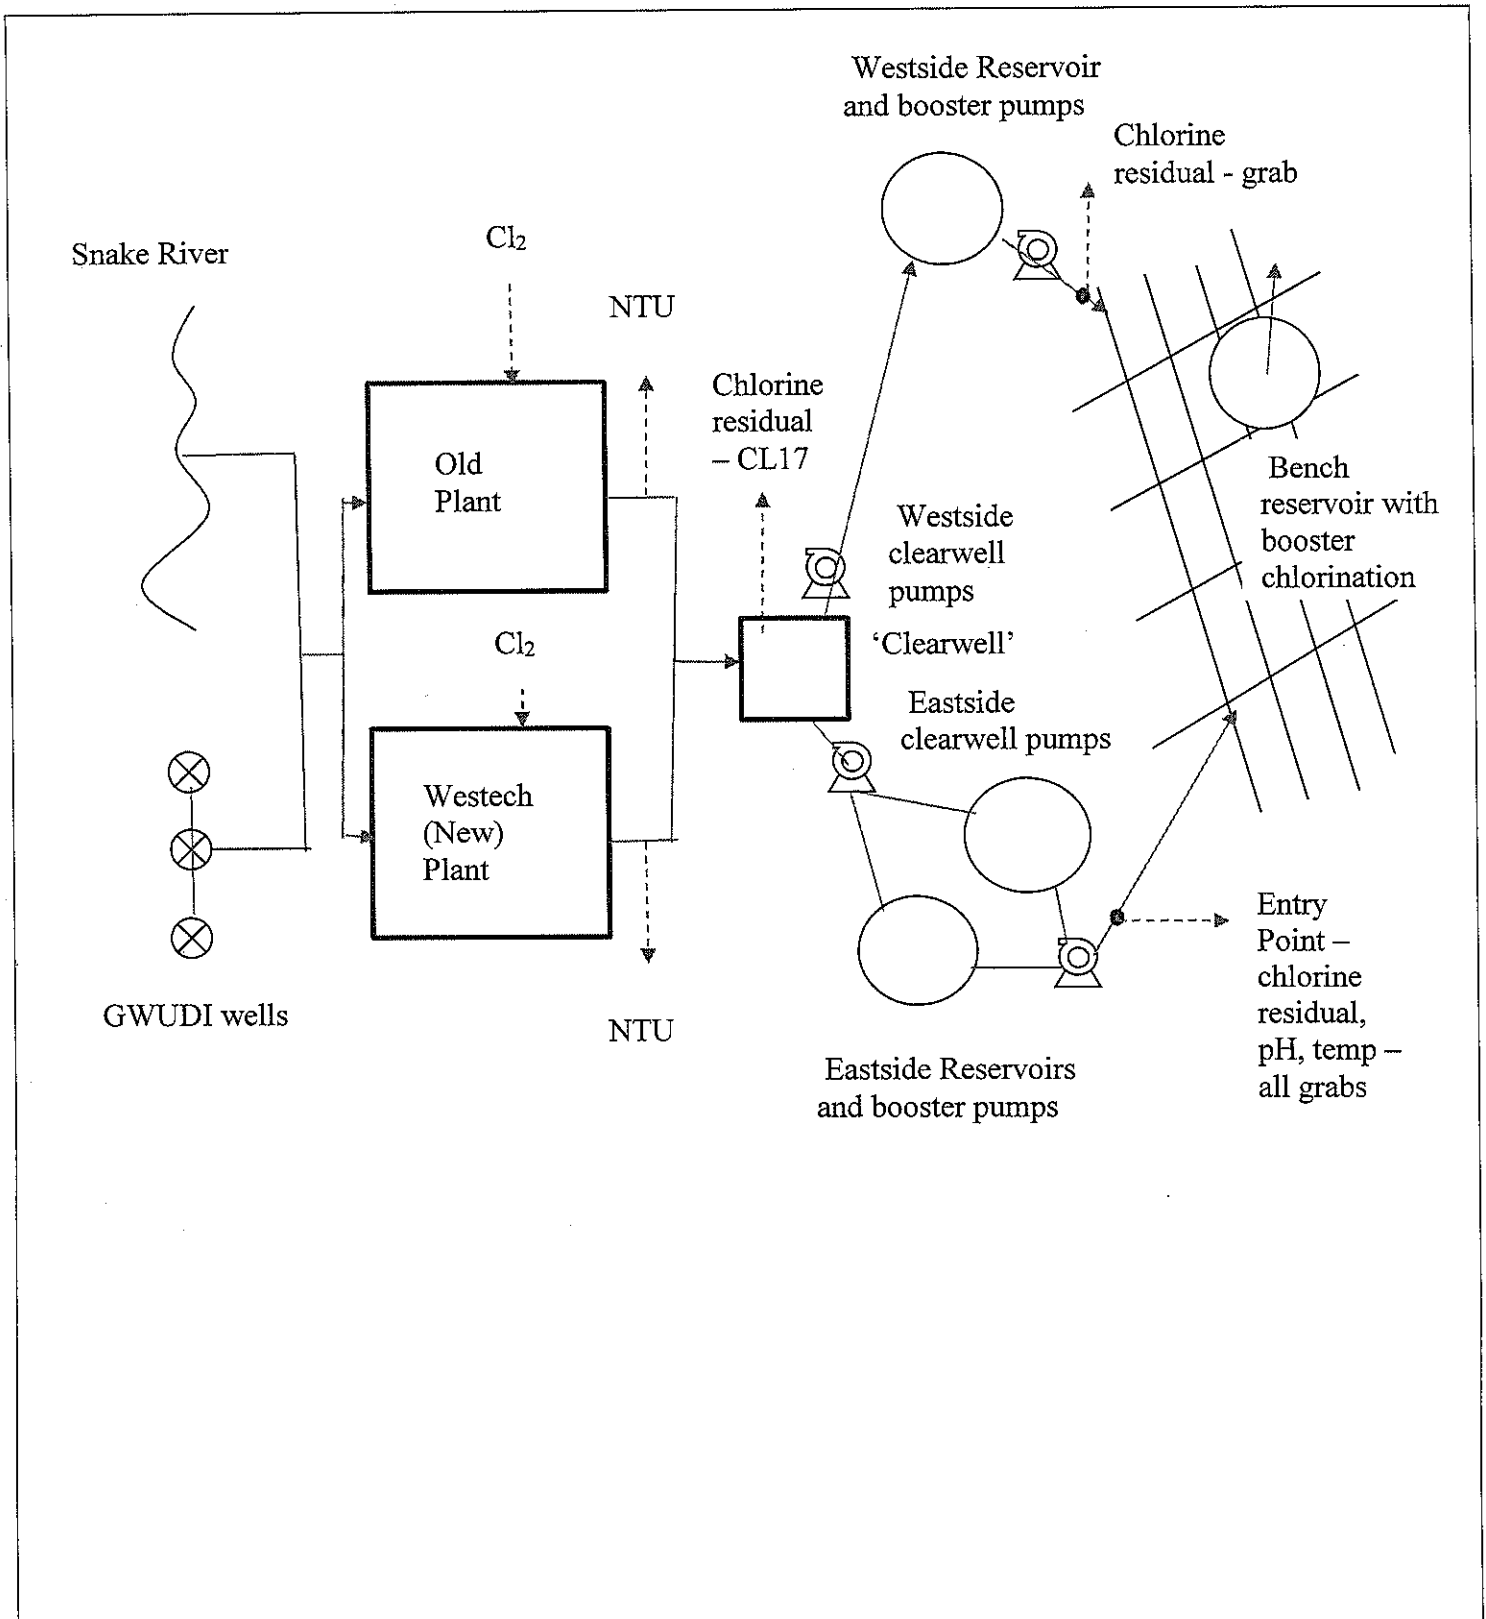 Westside Reservoir
and booster pumps
Chlorine
residual - grab
Snake River
Cl₂
NTU
Chlorine
residual
– CL17
Old
Plant
Bench
reservoir with
booster
chlorination
Westside
clearwell
pumps
Cl₂
‘Clearwell’
Eastside
clearwell pumps
Westech
(New)
Plant
Entry
Point –
chlorine
residual,
pH, temp –
all grabs
GWUDI wells
NTU
Eastside Reservoirs
and booster pumps